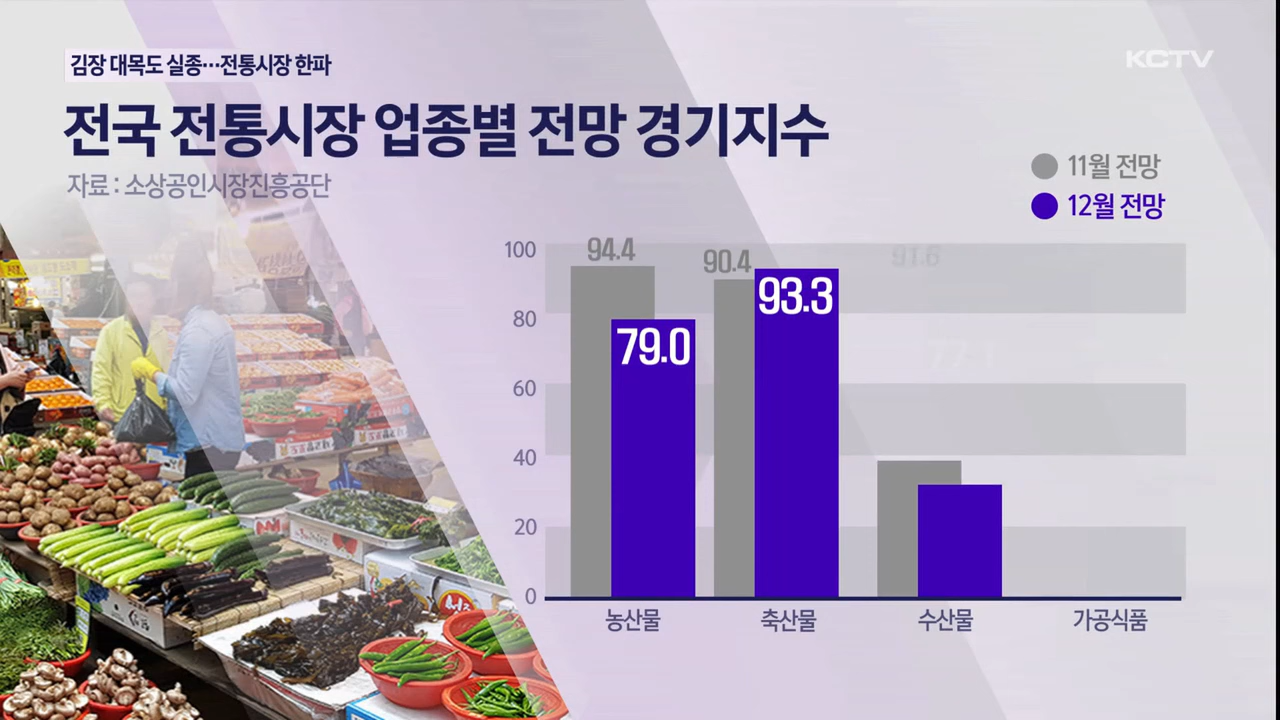 김장 대목도 실종…전통시장 한파
KCTV
전국 전통시장 업종별 전망 경기지수
자료 : 소상공인시장진흥공단
11월 전망
12월 전망
100
80
60
40
20
0
94.4
79.0
90.4
93.3
91.6
77.1
농산물
축산물
수산물
가공식품